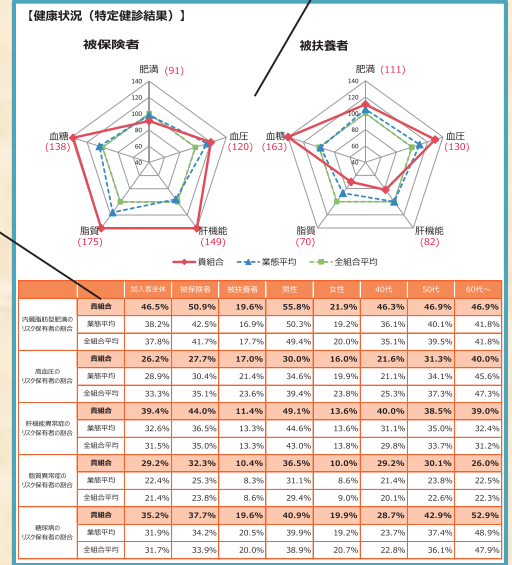 【健康状況（特定健診結果）】
被保険者 被扶養者
肥満 (91)
140
120
100
80
60
40
血糖
(138)
血圧
(120)
脂質
(175)
肝機能
(149)
肥満 (111)
140
120
100
80
60
40
血糖
(163)
血圧
(130)
脂質
(70)
肝機能
(82)
貴組合 業態平均 全組合平均
加入者全体 被保険者 被扶養者 男性 女性 40代 50代 60代～
内臓脂肪型肥満の
リスク保有者の割合
貴組合 46.5% 50.9% 19.6% 55.8% 21.9% 46.3% 46.9% 46.9%
業態平均 38.2% 42.5% 16.9% 50.3% 19.2% 36.1% 40.1% 41.8%
全組合平均 37.8% 41.7% 17.7% 49.4% 20.0% 35.1% 39.5% 41.8%
高血圧の
リスク保有者の割合
貴組合 26.2% 27.7% 17.0% 30.0% 16.0% 21.6% 31.3% 40.0%
業態平均 28.9% 30.4% 21.4% 34.6% 19.9% 21.1% 34.1% 45.6%
全組合平均 33.3% 35.1% 23.6% 39.4% 23.8% 25.3% 37.3% 47.3%
肝機能異常症の
リスク保有者の割合
貴組合 39.4% 44.0% 11.4% 49.1% 13.6% 40.0% 38.5% 39.0%
業態平均 32.6% 36.5% 13.3% 44.6% 13.6% 31.1% 35.0% 32.4%
全組合平均 31.5% 35.0% 13.3% 43.0% 13.8% 29.8% 33.7% 31.2%
脂質異常症の
リスク保有者の割合
貴組合 29.2% 32.3% 10.4% 36.5% 10.0% 29.2% 30.1% 26.0%
業態平均 22.4% 25.3% 8.3% 31.1% 8.6% 21.4% 23.8% 22.5%
全組合平均 21.4% 23.8% 8.6% 29.4% 9.0% 20.1% 22.6% 22.3%
糖尿病の
リスク保有者の割合
貴組合 35.2% 37.7% 19.6% 40.9% 19.9% 28.7% 42.9% 52.9%
業態平均 31.9% 34.2% 20.5% 39.9% 19.2% 23.7% 37.4% 48.9%
全組合平均 31.7% 33.9% 20.0% 38.9% 20.7% 22.8% 36.1% 47.9%